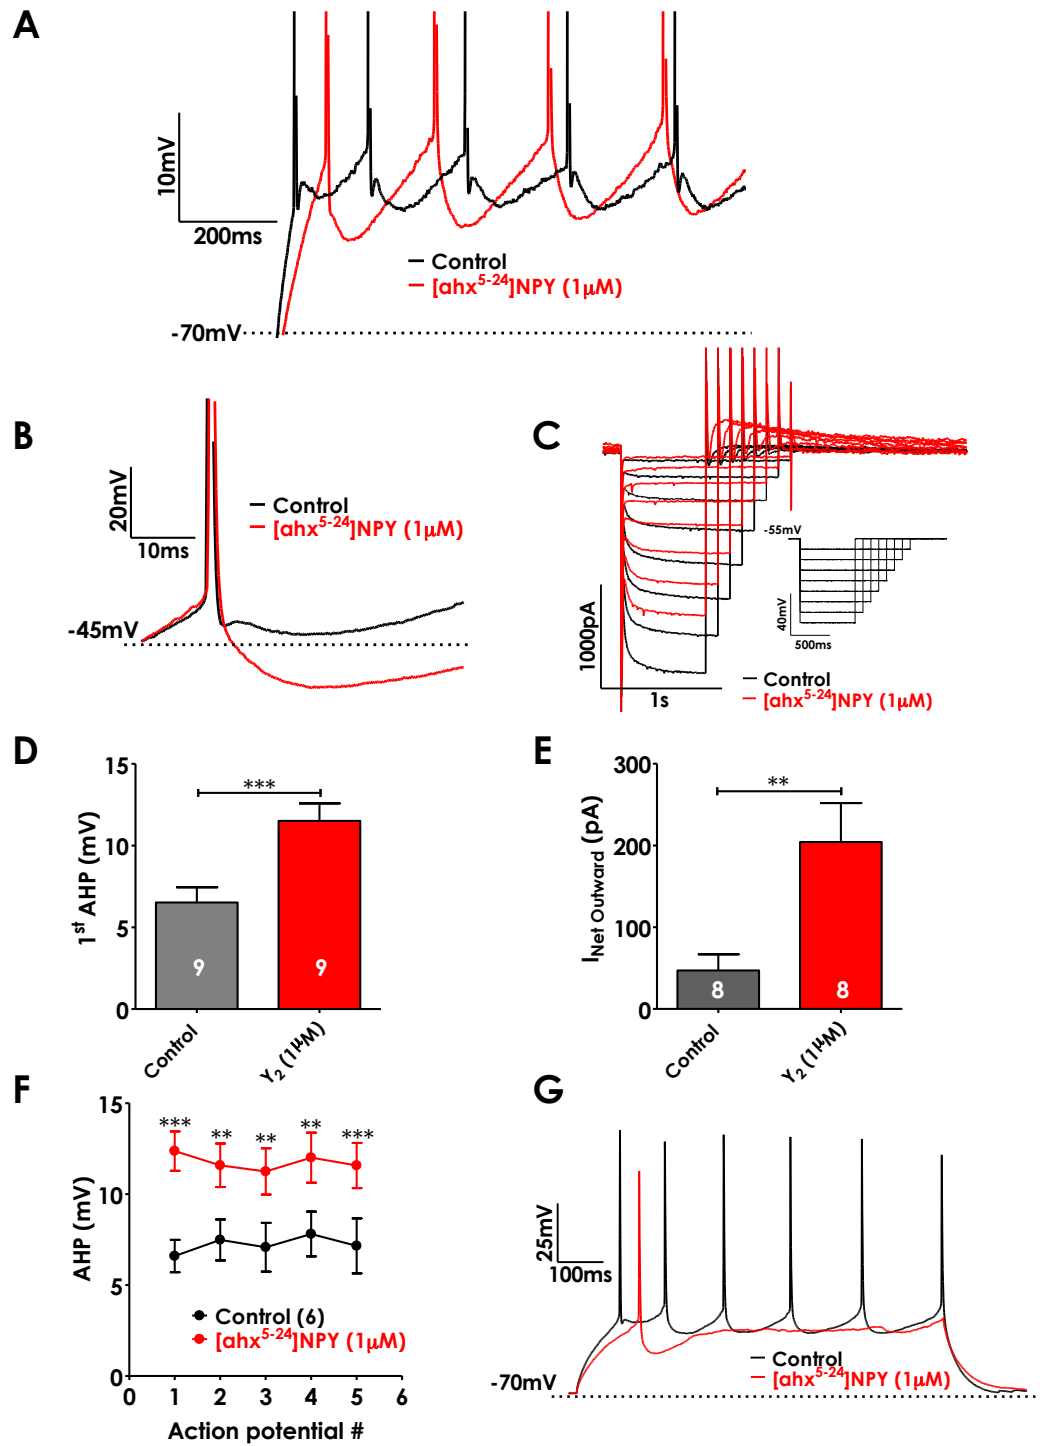 A
10mV
200ms
Control
[ahx⁵⁻²⁴]NPY (1μM)
-70mV
B
20mV
10ms
Control
[ahx⁵⁻²⁴]NPY (1μM)
-45mV
C
-55mV
40mV
500ms
1000pA
1s
Control
[ahx⁵⁻²⁴]NPY (1μM)
D
15
10
5
0
1ˢᵗ AHP (mV)
***
9
9
Control
Y₂ (1μM)
E
300
200
100
0
I Net Outward (pA)
**
8
8
Control
Y₂ (1μM)
F
15
10
5
0
AHP (mV)
*** ** ** ** ***
Control (6)
[ahx⁵⁻²⁴]NPY (1μM)
0 1 2 3 4 5 6
Action potential #
G
25mV
100ms
Control
[ahx⁵⁻²⁴]NPY (1μM)
-70mV